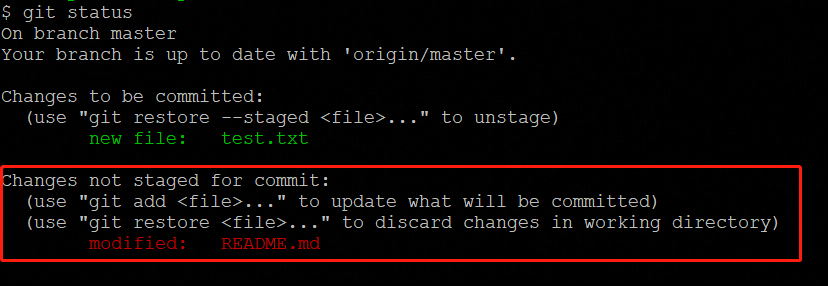 $ git status
On branch master
Your branch is up to date with 'origin/master'.
Changes to be committed:
(use "git restore --staged <file>..." to unstage)
new file: test.txt
Changes not staged for commit:
(use "git add <file>..." to update what will be committed)
(use "git restore <file>..." to discard changes in working directory)
modified: README.md